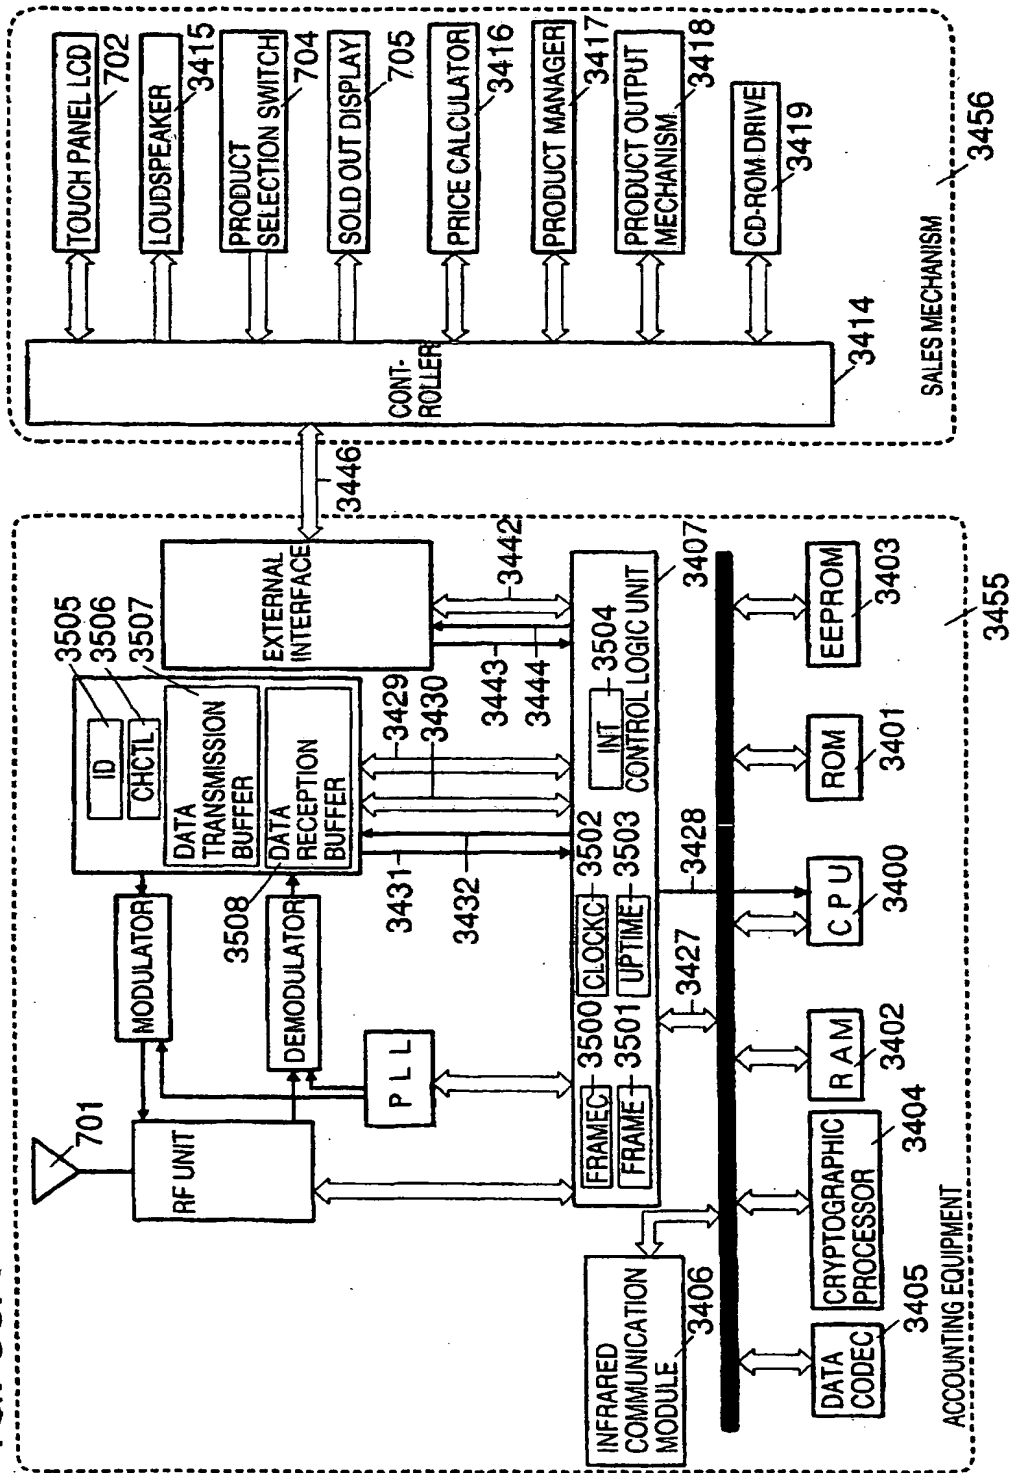 701
RF UNIT
MODULATOR
DEMODULATOR
P L L
ID
3505
CHCTL
3506
DATA
TRANSMISSION
BUFFER
3507
DATA
RECEPTION
BUFFER
3508
EXTERNAL
INTERFACE
3446
3429
3430
3431
3432
3442
3443
3444
FRAMEC
3500
CLOCKC
3502
FRAME
3501
UPTIME
3503
INT
3504
CONTROL LOGIC UNIT
3407
INFRARED
COMMUNICATION
MODULE
3406
3427
3428
DATA
CODEC
3405
CRYPTOGRAPHIC
PROCESSOR
3404
R A M
3402
C P U
3400
ROM
3401
EEPROM
3403
ACCOUNTING EQUIPMENT
3455
CONT-
ROLLER
3414
TOUCH PANEL LCD
702
LOUDSPEAKER
3415
PRODUCT
SELECTION SWITCH
704
SOLD OUT DISPLAY
705
PRICE CALCULATOR
3416
PRODUCT MANAGER
3417
PRODUCT OUTPUT
MECHANISM
3418
CD-ROM DRIVE
3419
SALES MECHANISM
3456